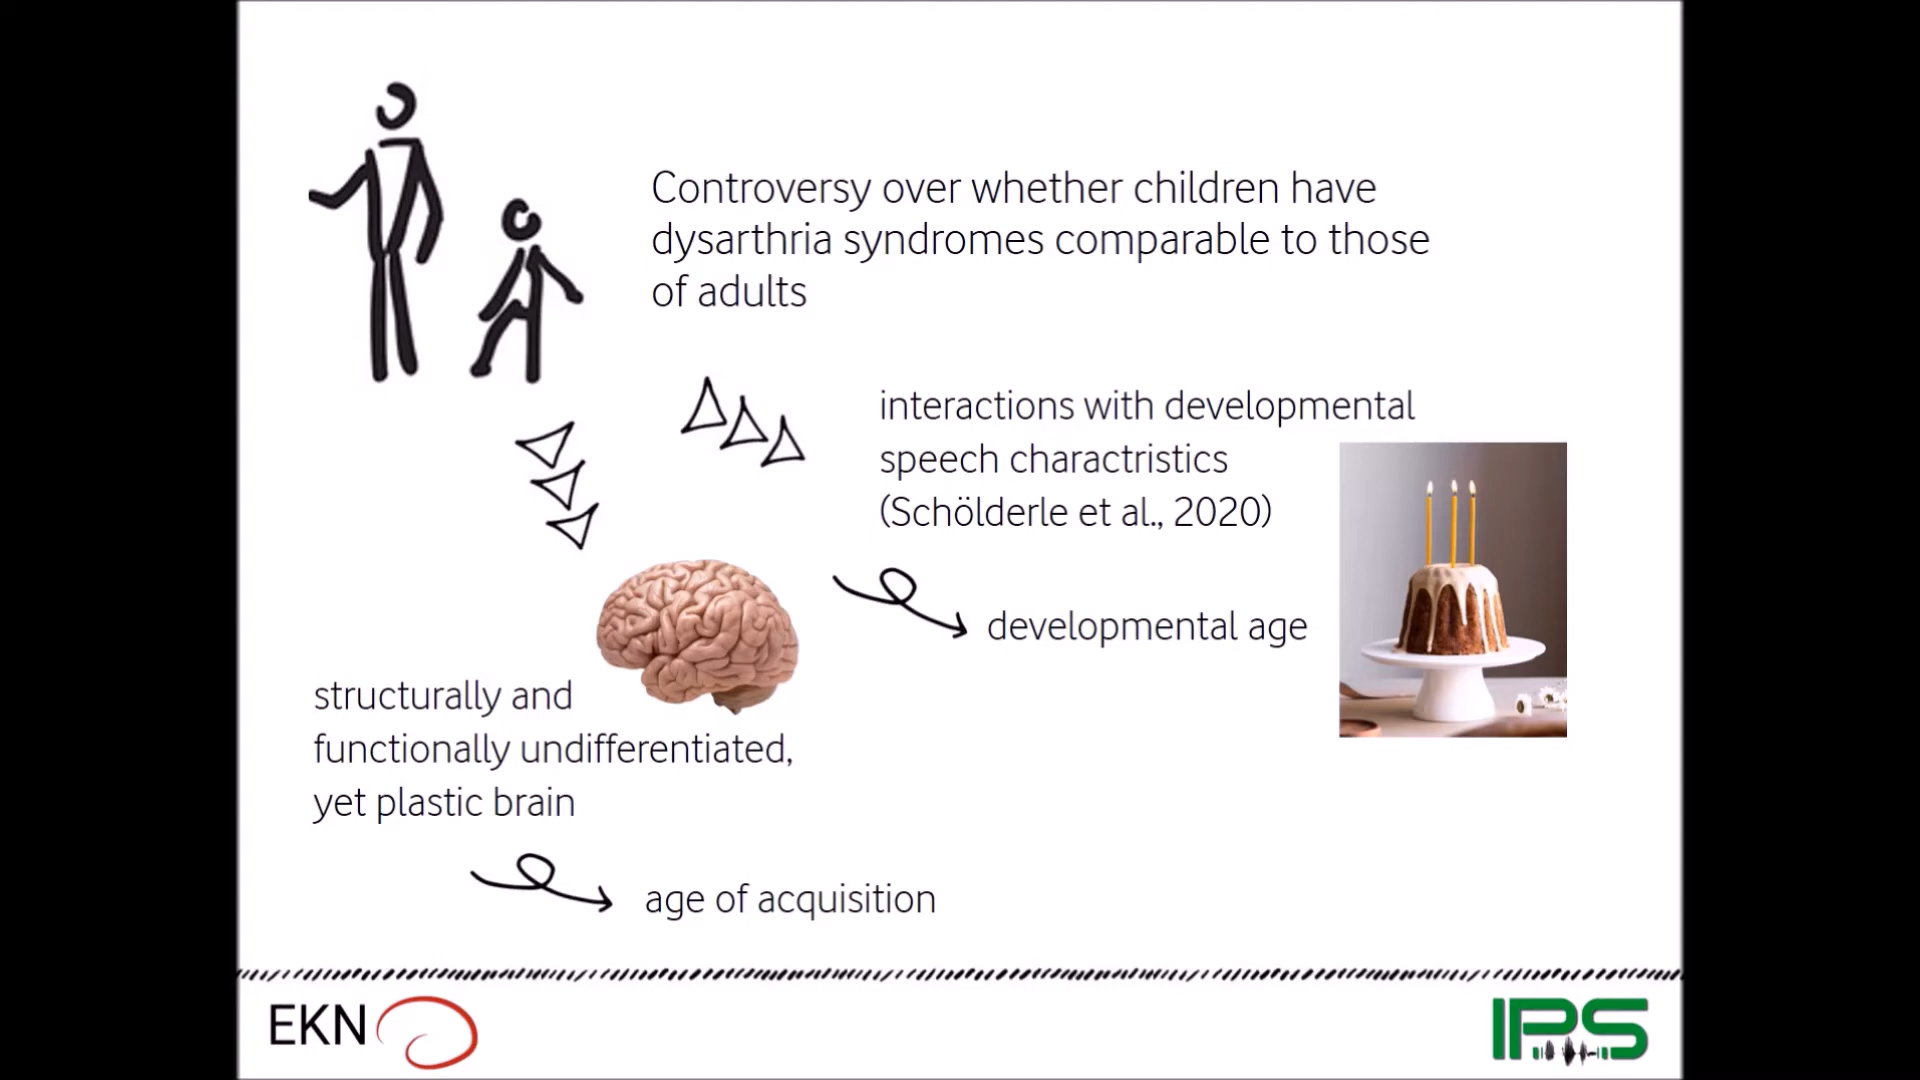 Controversy over whether children have
dysarthria syndromes comparable to those
of adults
interactions with developmental
speech charactristics
(Schölderle et al., 2020)
developmental age
structurally and
functionally undifferentiated,
yet plastic brain
age of acquisition
EKN
IPS